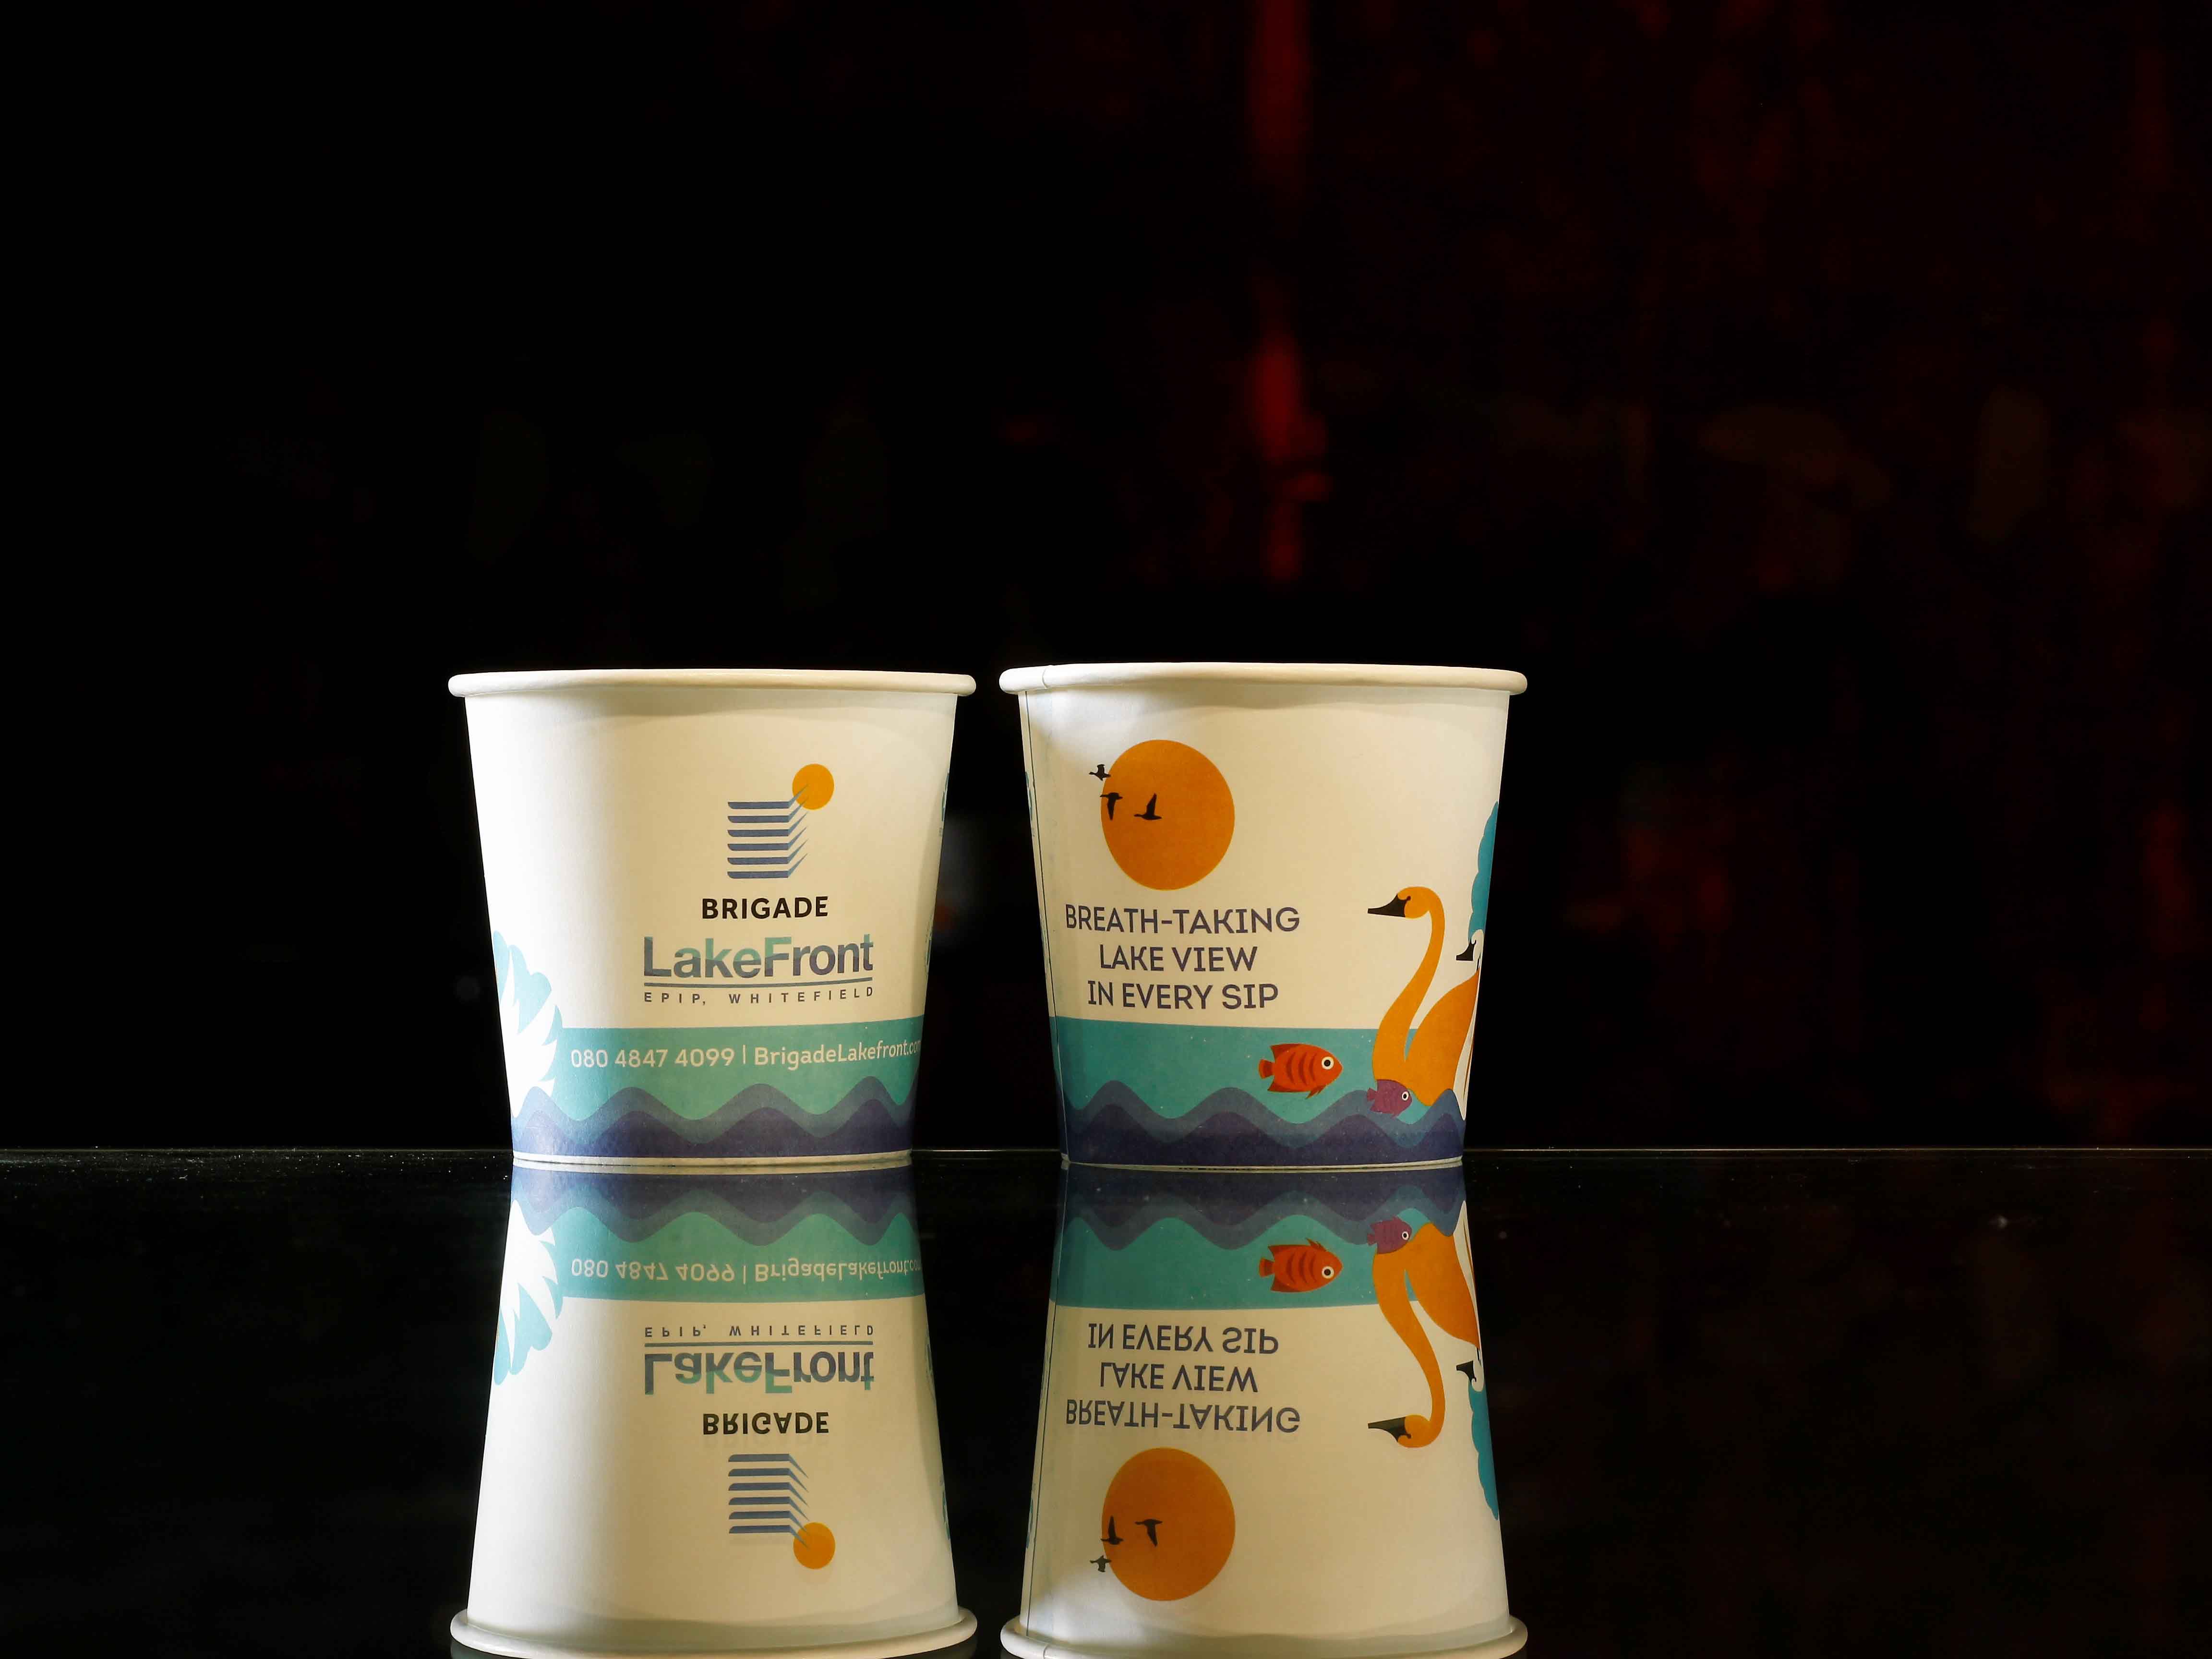 BRIGADE
LakeFront
EPIP, WHITEFIELD
080 4847 4099 | BrigadeLakefront.com
BREATH-TAKING
LAKE VIEW
IN EVERY SIP